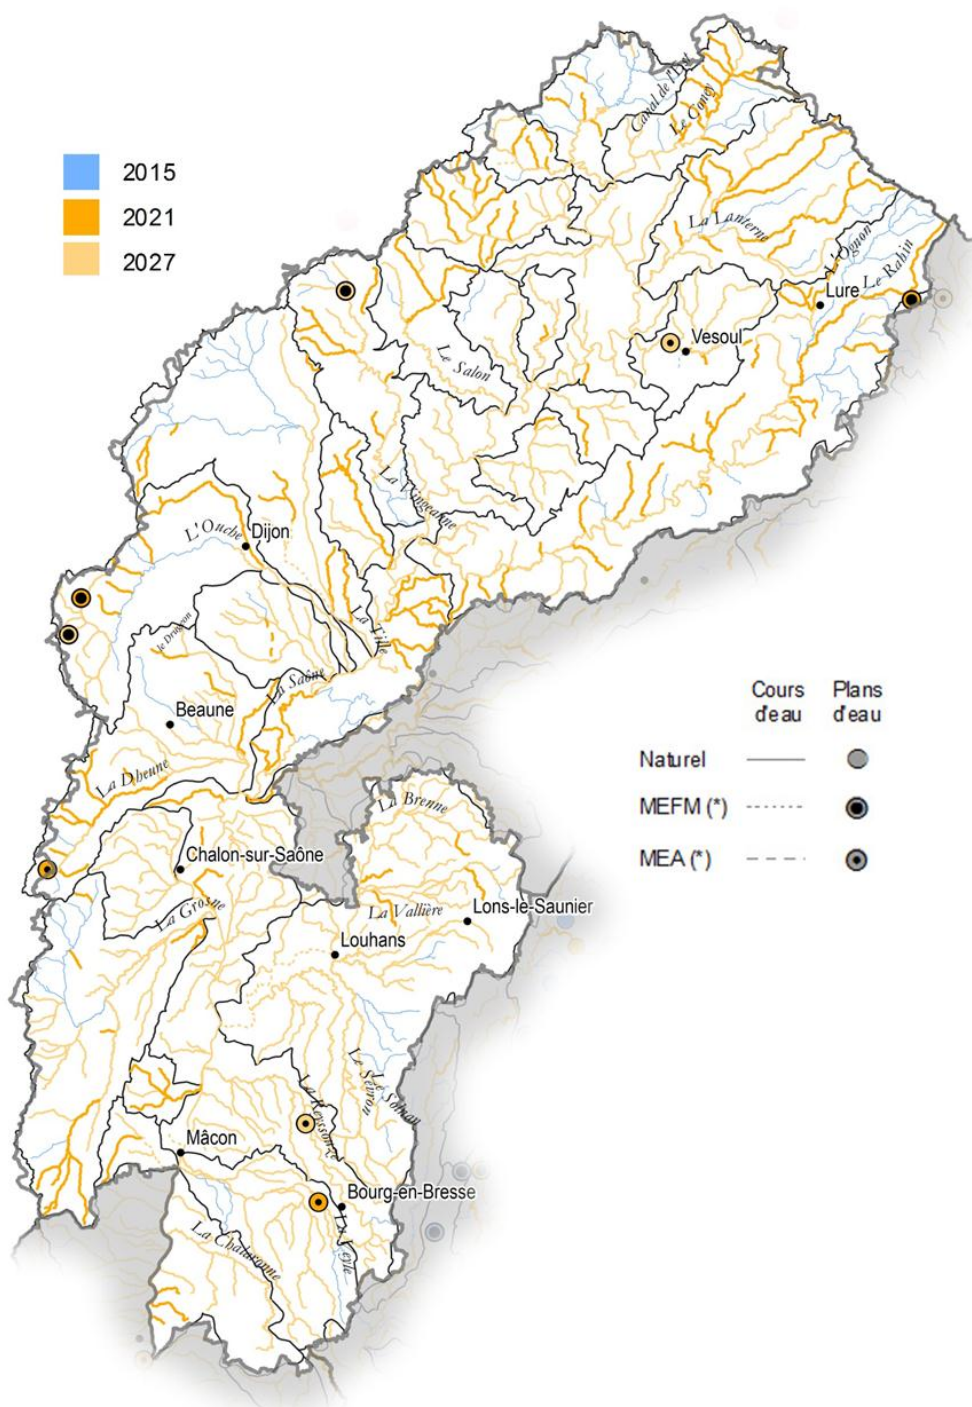 2015
2021
2027
Canal de l'Est
Le Coney
La Lanterne
L'Ognon
Le Rahin
Lure
Vesoul
Le Salon
La Vingeanne
L'Ouche
Dijon
La Tille
La Saône
Beaune
La Dheune
Cours d'eau
Plans d'eau
Naturel
MEFM (*)
MEA (*)
La Brenne
Chalon-sur-Saône
La Grosne
La Vallière
Lons-le-Saunier
Louhans
Le Sevron
Le Solnan
La Reyssouze
Mâcon
Bourg-en-Bresse
La Veyle
La Chalaronne